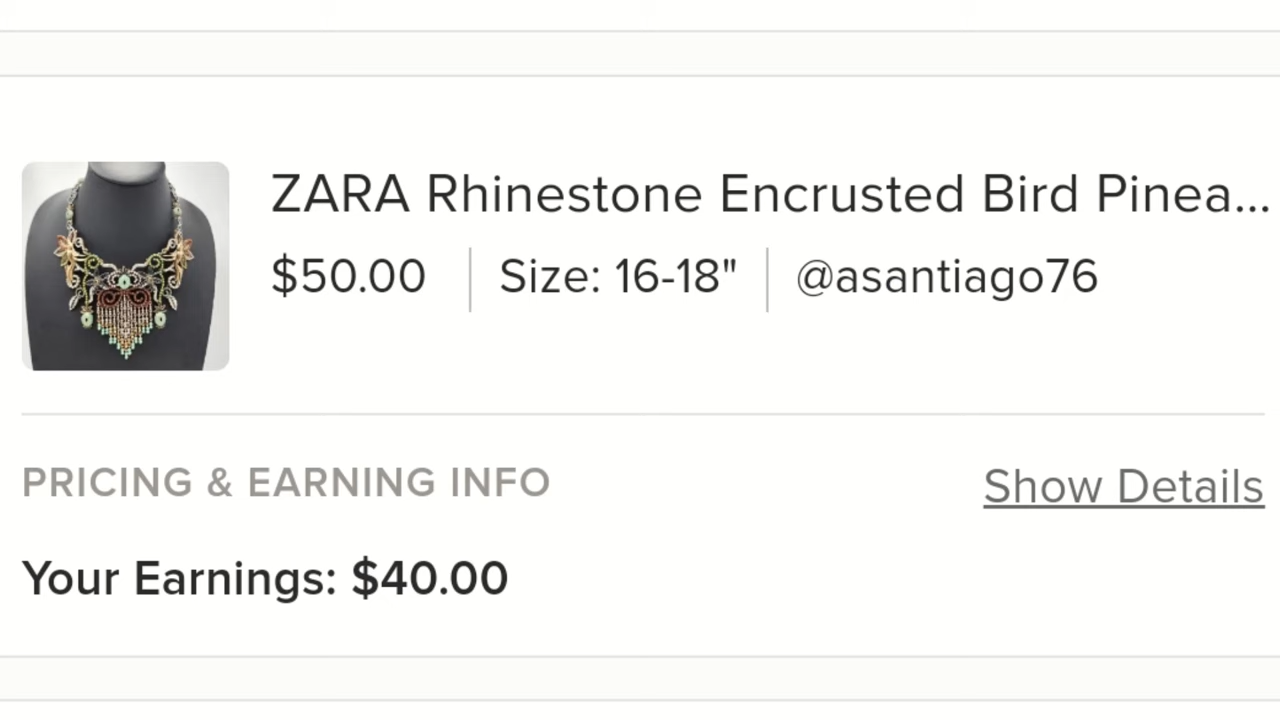 ZARA Rhinestone Encrusted Bird Pinea...
$50.00 Size: 16-18" @asantiago76
PRICING & EARNING INFO Show Details
Your Earnings: $40.00